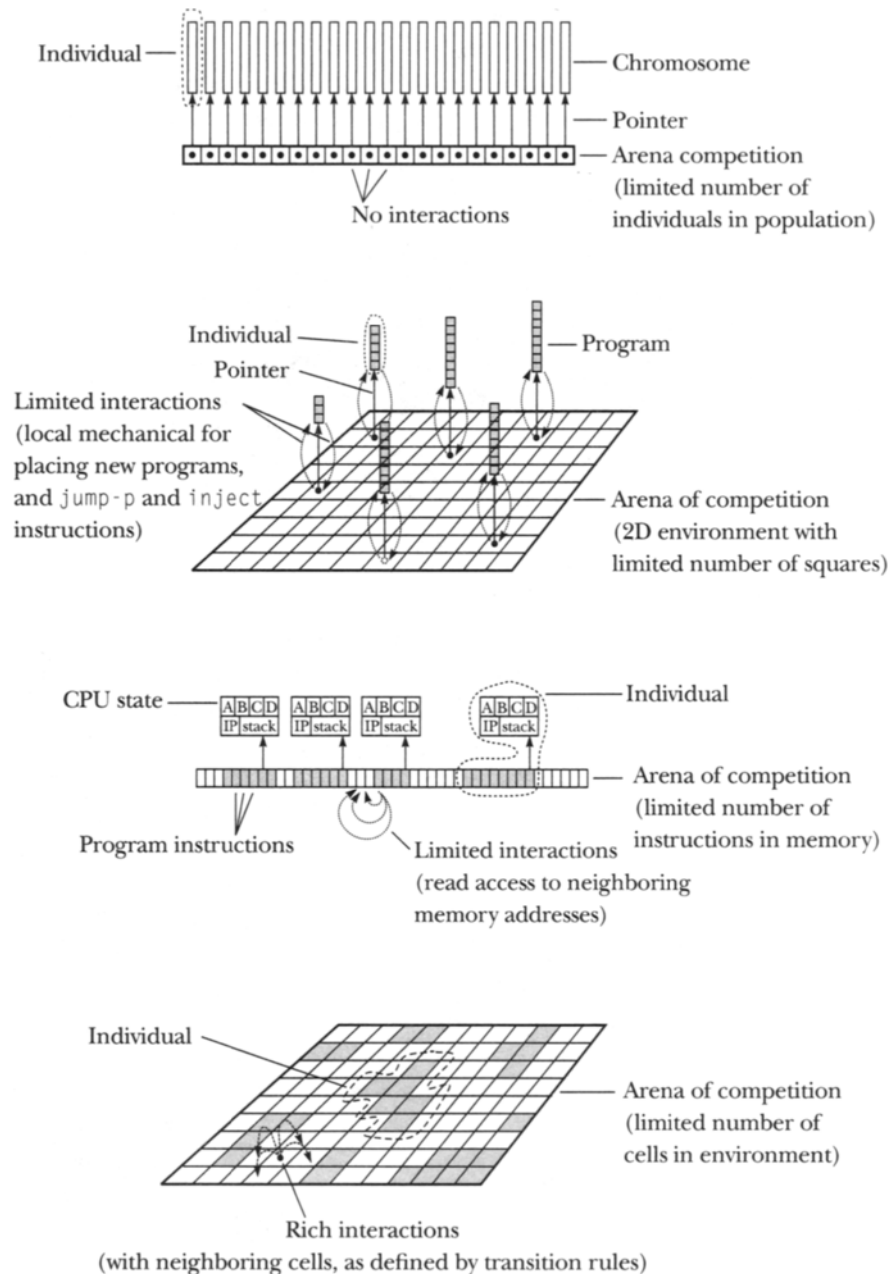 Individual
Chromosome
Pointer
Arena competition
(limited number of
individuals in population)
No interactions
Individual
Pointer
Program
Limited interactions
(local mechanical for
placing new programs,
and jump-p and inject
instructions)
Arena of competition
(2D environment with
limited number of squares)
CPU state
A B C D
IP stack
A B C D
IP stack
A B C D
IP stack
A B C D
IP stack
Individual
Arena of competition
(limited number of
instructions in memory)
Program instructions
Limited interactions
(read access to neighboring
memory addresses)
Individual
Arena of competition
(limited number of
cells in environment)
Rich interactions
(with neighboring cells, as defined by transition rules)